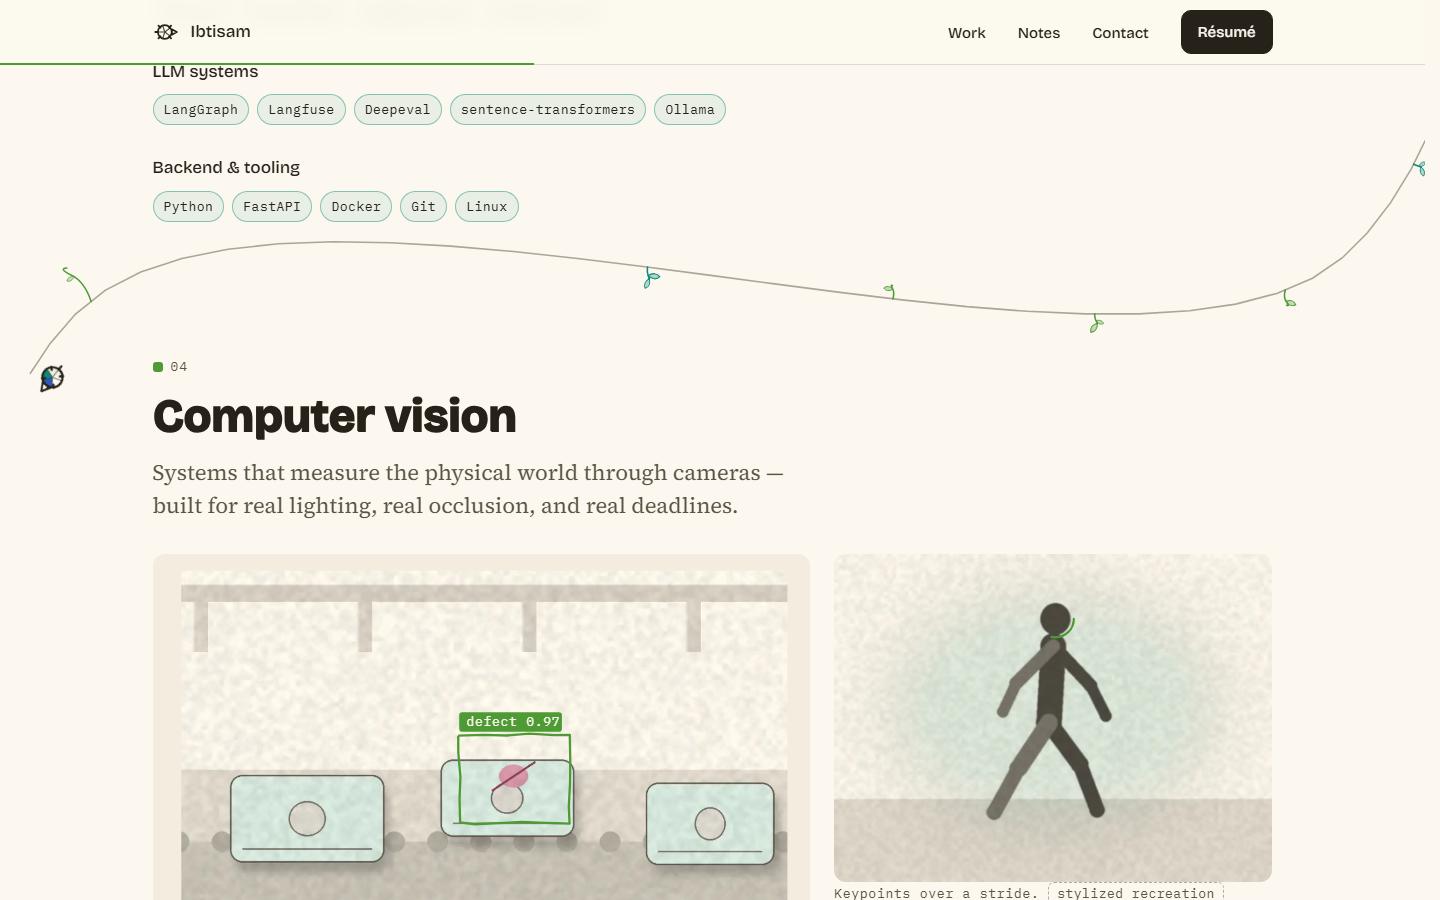 Ibtisam
Work
Notes
Contact
Résumé
LLM systems
LangGraph
Langfuse
Deepeval
sentence-transformers
Ollama
Backend & tooling
Python
FastAPI
Docker
Git
Linux
04
Computer vision
Systems that measure the physical world through cameras —
built for real lighting, real occlusion, and real deadlines.
defect 0.97
Keypoints over a stride.
stylized recreation